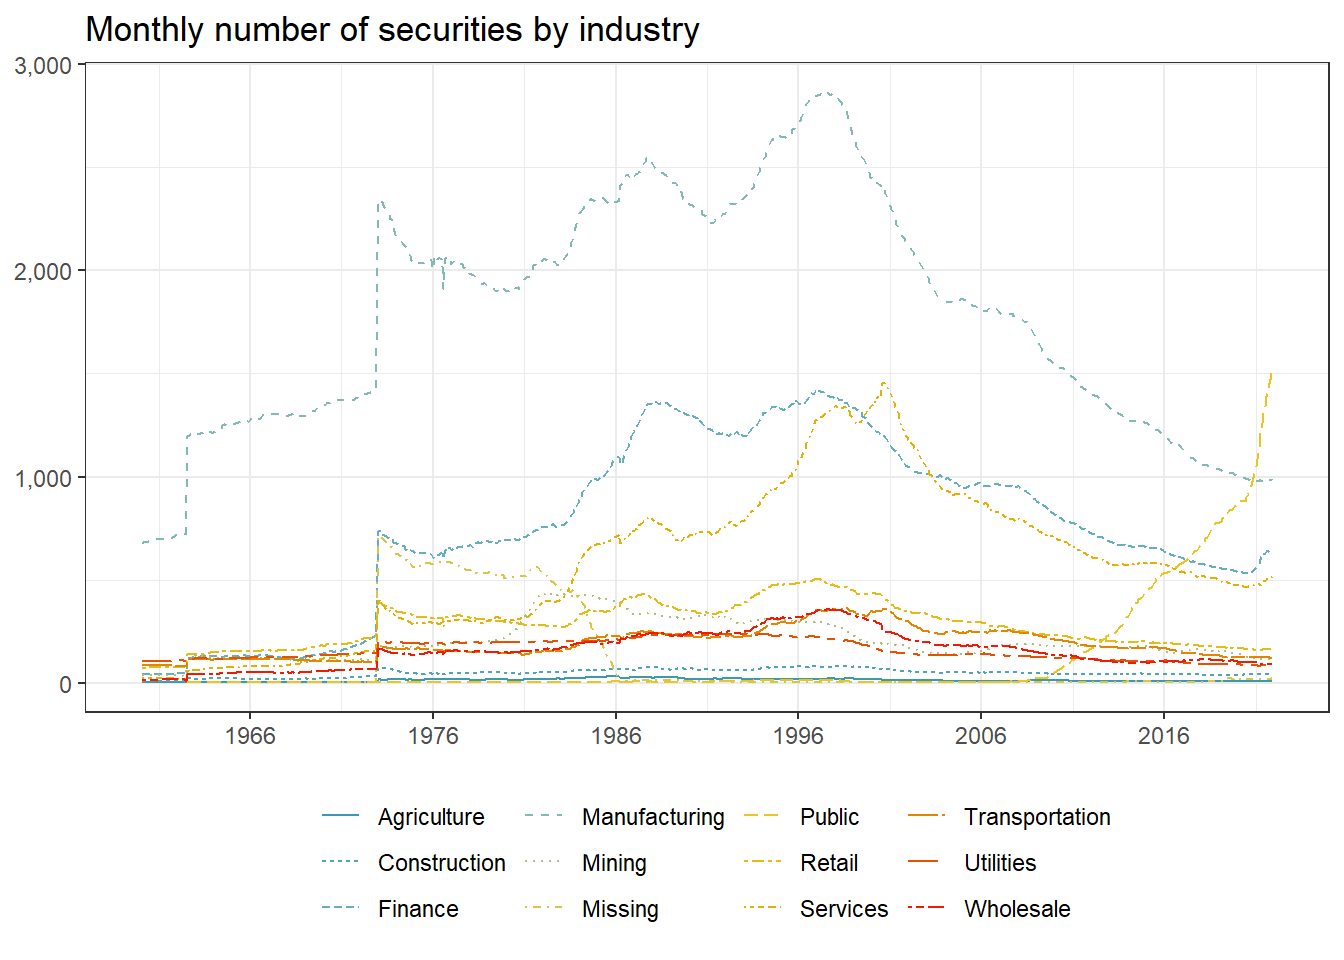 Monthly number of securities by industry
3,000
2,000
1,000
0
1966 1976 1986 1996 2006 2016
Agriculture Manufacturing Public Transportation
Construction Mining Retail Utilities
Finance Missing Services Wholesale